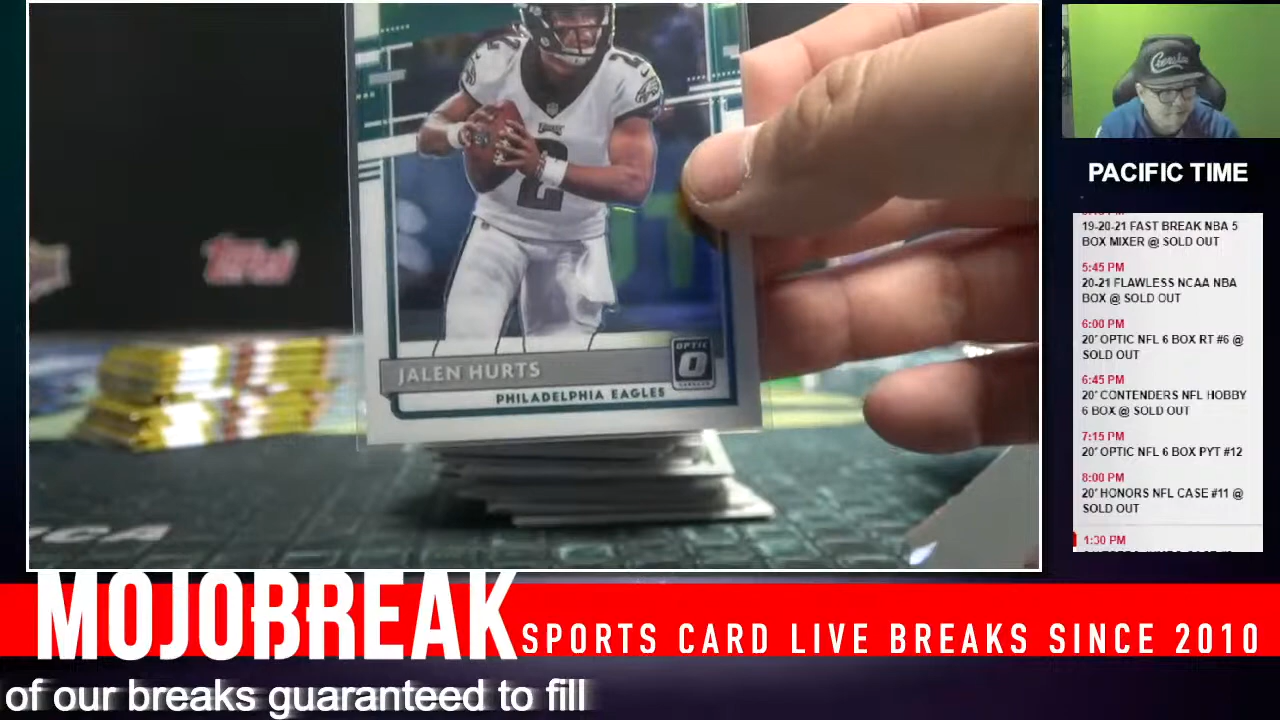 Topps
2
2
JALEN HURTS
OPTIC
PHILADELPHIA EAGLES
PACIFIC TIME
19-20-21 FAST BREAK NBA 5
BOX MIXER @ SOLD OUT
5:45 PM
20-21 FLAWLESS NCAA NBA
BOX @ SOLD OUT
6:00 PM
20" OPTIC NFL 6 BOX RT #6 @
SOLD OUT
6:45 PM
20" CONTENDERS NFL HOBBY
6 BOX @ SOLD OUT
7:15 PM
20" OPTIC NFL 6 BOX PYT #12
8:00 PM
20" HONORS NFL CASE #11 @
SOLD OUT
1:30 PM
MOJOBREAK
SPORTS CARD LIVE BREAKS SINCE 2010
of our breaks guaranteed to fill